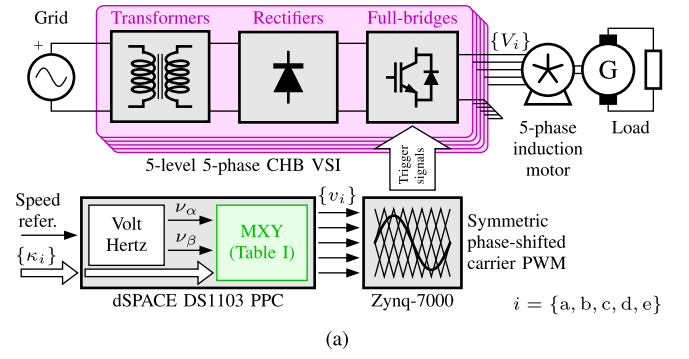 Grid
Transformers
Rectifiers
Full-bridges
+
{V_i}
G
5-phase
induction
motor
Load
5-level 5-phase CHB VSI
Trigger
signals
Speed
refer.
{κ_i}
Volt
Hertz
ν_α
ν_β
MXY
(Table I)
{v_i}
Symmetric
phase-shifted
carrier PWM
dSPACE DS1103 PPC
Zynq-7000
i = {a, b, c, d, e}
(a)